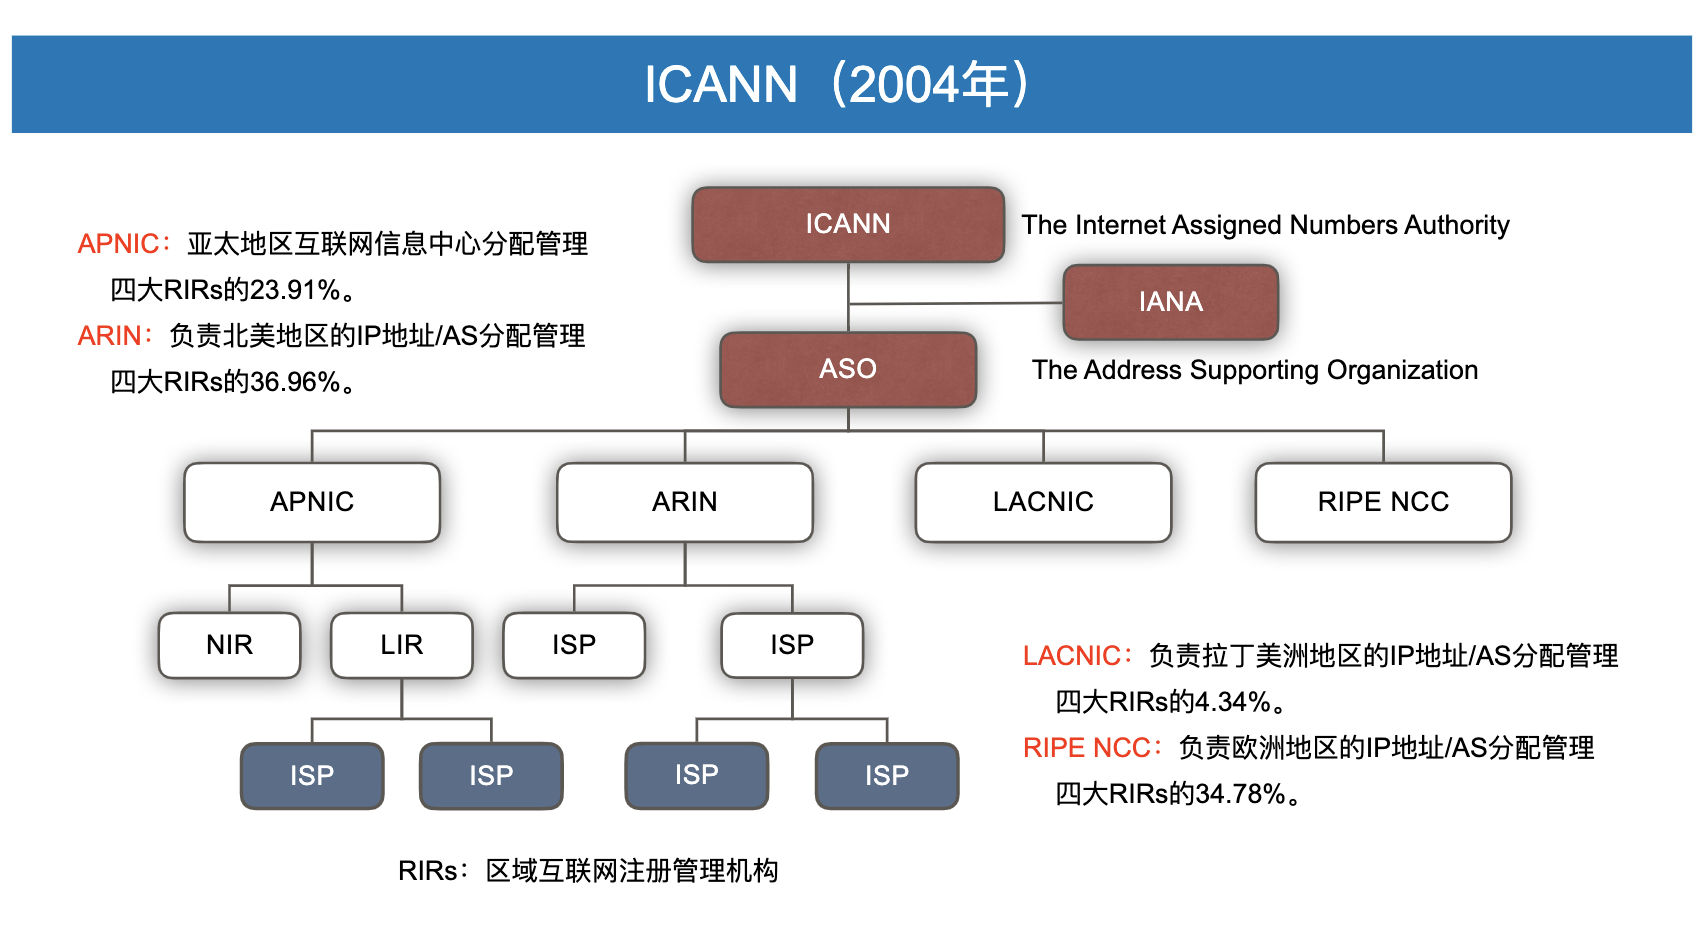 ICANN（2004年）
ICANN
The Internet Assigned Numbers Authority
APNIC：亚太地区互联网信息中心分配管理
四大RIRs的23.91%。
IANA
ARIN：负责北美地区的IP地址/AS分配管理
四大RIRs的36.96%。
ASO
The Address Supporting Organization
APNIC
ARIN
LACNIC
RIPE NCC
NIR
LIR
ISP
ISP
LACNIC：负责拉丁美洲地区的IP地址/AS分配管理
四大RIRs的4.34%。
RIPE NCC：负责欧洲地区的IP地址/AS分配管理
四大RIRs的34.78%。
ISP
ISP
ISP
ISP
RIRs：区域互联网注册管理机构